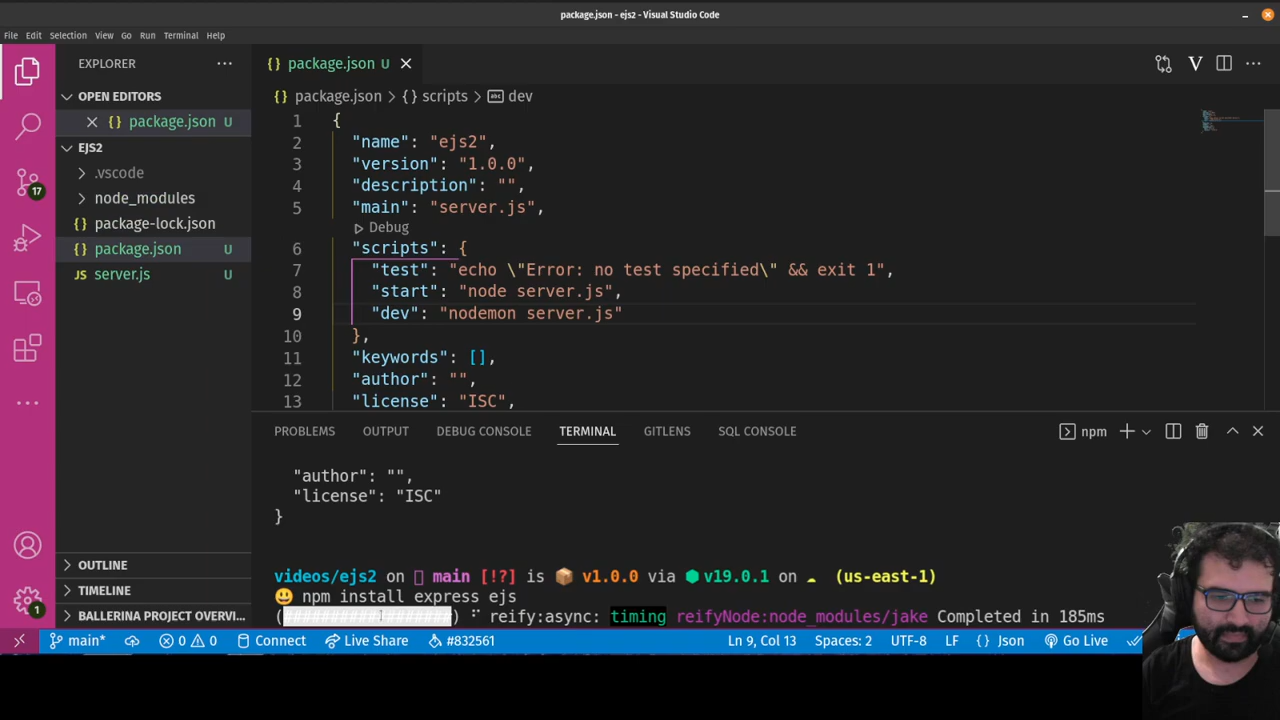 package.json - ejs2 - Visual Studio Code
File Edit Selection View Go Run Terminal Help
EXPLORER
OPEN EDITORS
{} package.json U
EJS2
.vscode
node_modules
{} package-lock.json
{} package.json U
JS server.js U
OUTLINE
TIMELINE
BALLERINA PROJECT OVERVI...
17
1
{} package.json U
V
{} package.json > {} scripts > abc dev
1 {
2 "name": "ejs2",
3 "version": "1.0.0",
4 "description": "",
5 "main": "server.js",
Debug
6 "scripts": {
7 "test": "echo \"Error: no test specified\" && exit 1",
8 "start": "node server.js",
9 "dev": "nodemon server.js"
10 },
11 "keywords": [],
12 "author": "",
13 "license": "ISC",
PROBLEMS OUTPUT DEBUG CONSOLE TERMINAL GITLENS SQL CONSOLE
npm
"author": "",
"license": "ISC"
}
videos/ejs2 on main [!?] is 📦 v1.0.0 via ⬢ v19.0.1 on ☁ (us-east-1)
😃 npm install express ejs
(##################) ⠋ reify:async: timing reifyNode:node_modules/jake Completed in 185ms
main* 0 0 Connect Live Share #832561 Ln 9, Col 13 Spaces: 2 UTF-8 LF {} Json Go Live